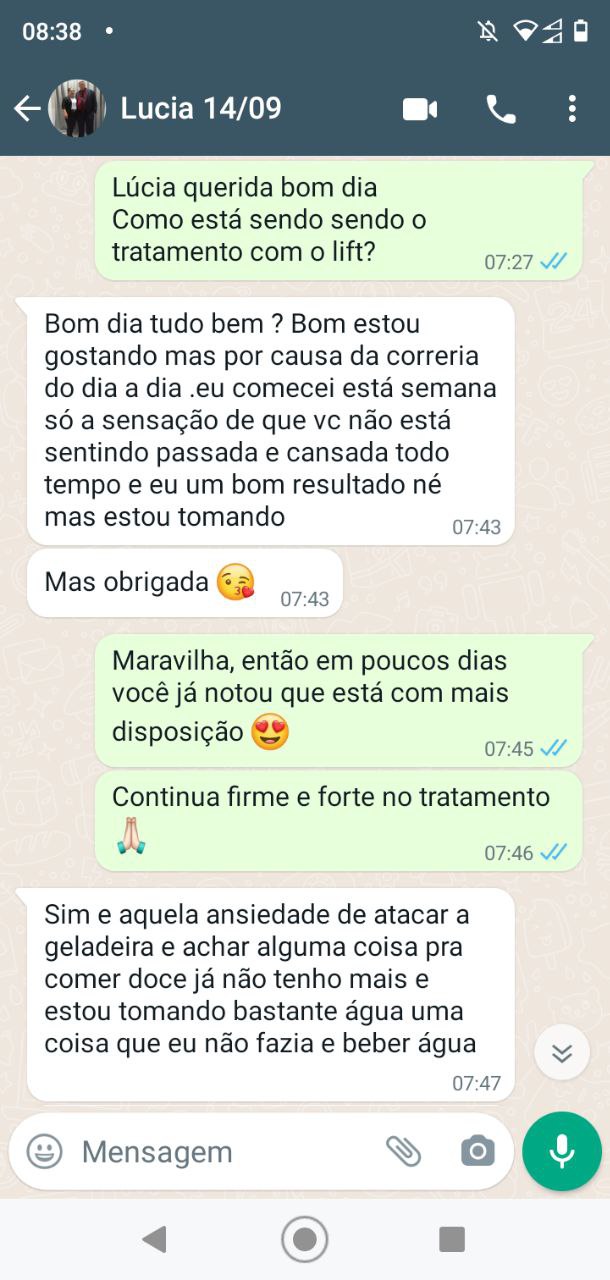 08:38
Lucia 14/09
Lúcia querida bom dia
Como está sendo sendo o
tratamento com o lift?
07:27
Bom dia tudo bem ? Bom estou
gostando mas por causa da correria
do dia a dia .eu comecei está semana
só a sensação de que vc não está
sentindo passada e cansada todo
tempo e eu um bom resultado né
mas estou tomando
07:43
Mas obrigada 😘
07:43
Maravilha, então em poucos dias
você já notou que está com mais
disposição 😍
07:45
Continua firme e forte no tratamento
🙏🏻
07:46
Sim e aquela ansiedade de atacar a
geladeira e achar alguma coisa pra
comer doce já não tenho mais e
estou tomando bastante água uma
coisa que eu não fazia e beber água
07:47
Mensagem